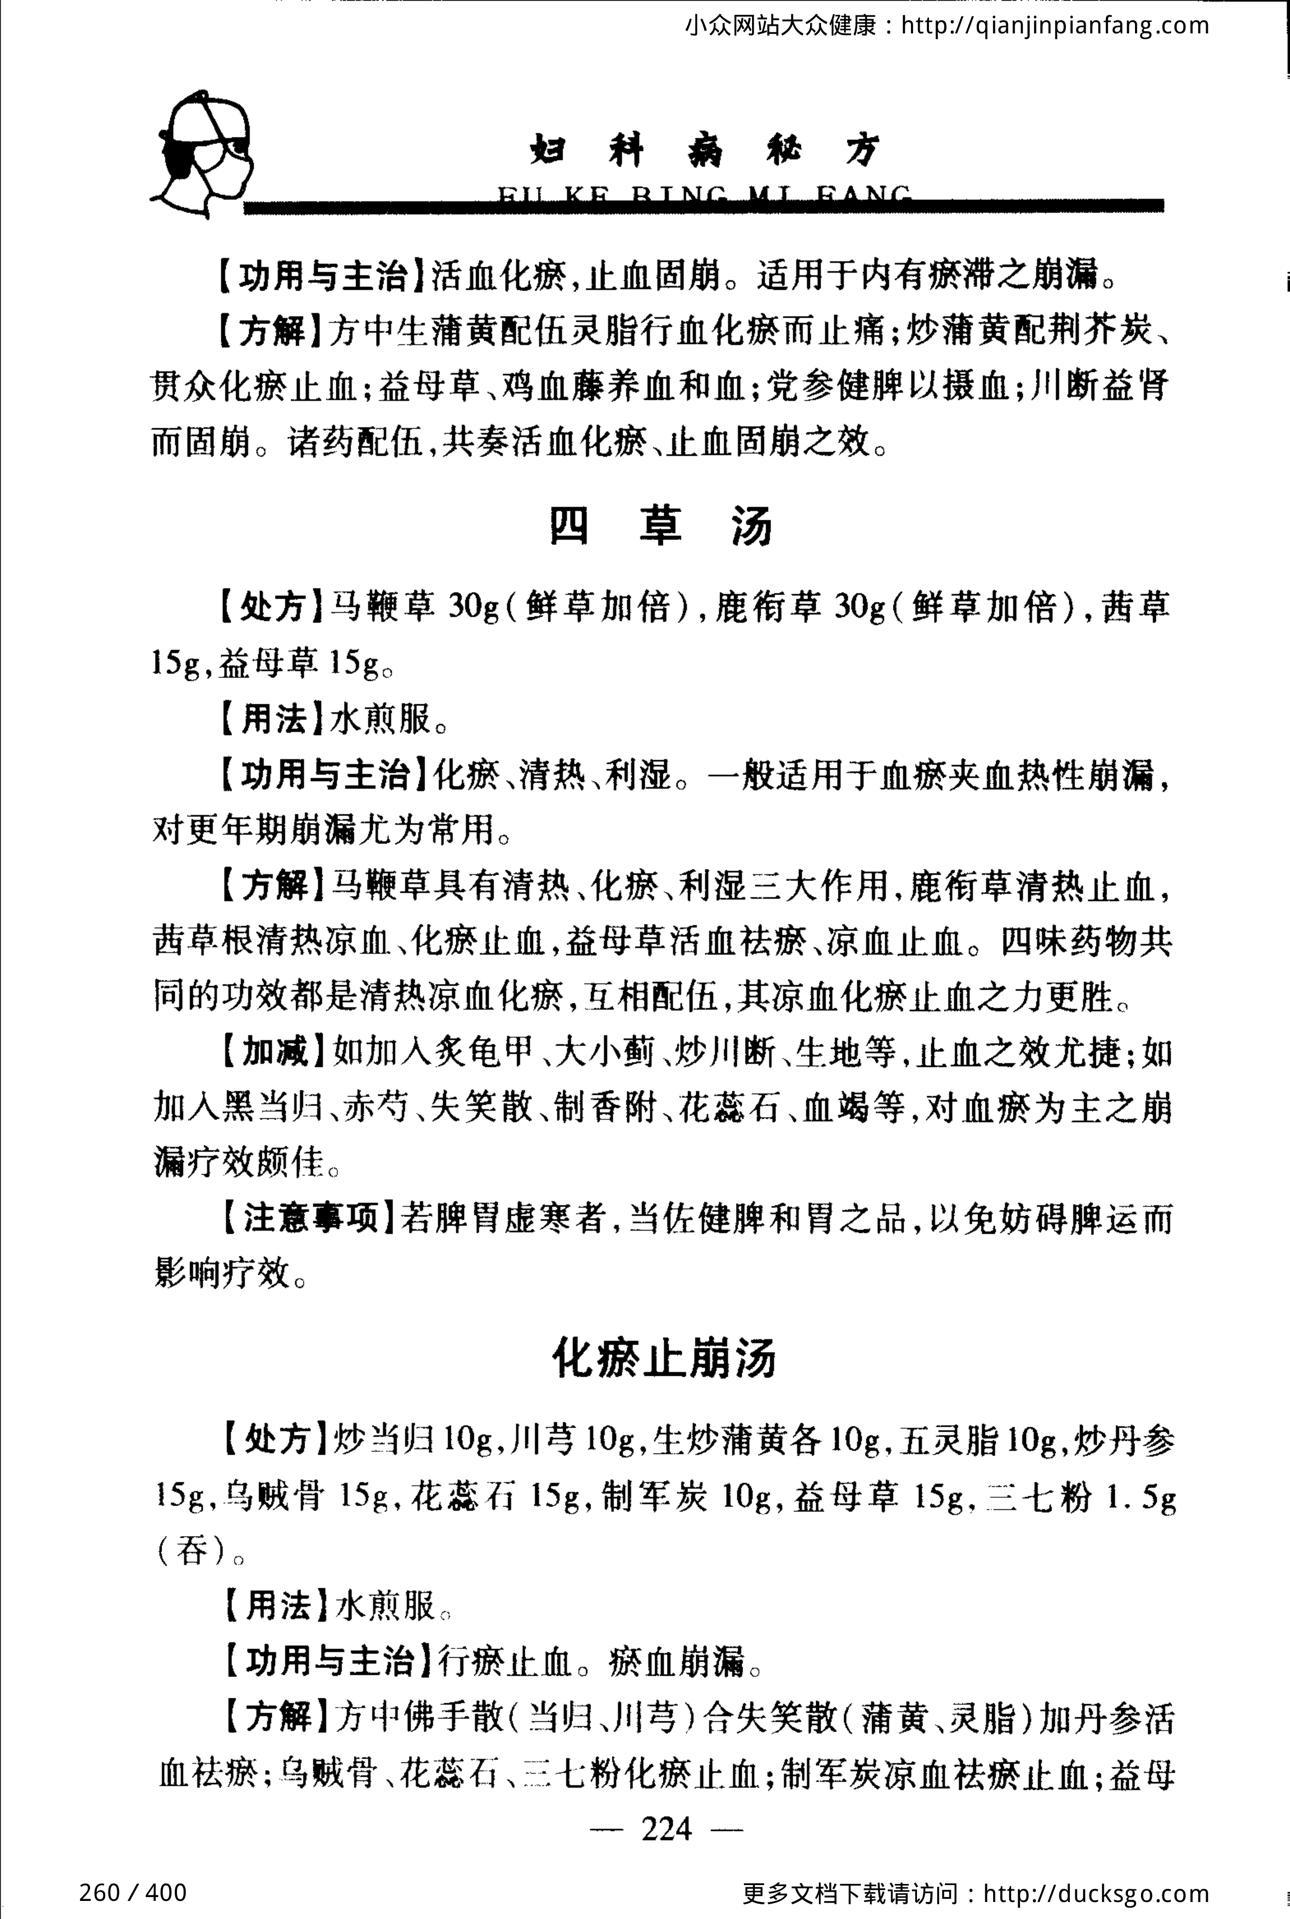 小众网站大众健康：http://qianjinpianfang.com
妇科病秘方
FU KE BING MI FANG
【功用与主治】活血化瘀,止血固崩。适用于内有瘀滞之崩漏。
【方解】方中生蒲黄配伍灵脂行血化瘀而止痛;炒蒲黄配荆芥炭、
贯众化瘀止血;益母草、鸡血藤养血和血;党参健脾以摄血;川断益肾
而固崩。诸药配伍,共奏活血化瘀、止血固崩之效。
四草汤
【处方】马鞭草 30g(鲜草加倍),鹿衔草 30g(鲜草加倍),茜草
15g,益母草 15g。
【用法】水煎服。
【功用与主治】化瘀、清热、利湿。一般适用于血瘀夹血热性崩漏,
对更年期崩漏尤为常用。
【方解】马鞭草具有清热、化瘀、利湿三大作用,鹿衔草清热止血,
茜草根清热凉血、化瘀止血,益母草活血祛瘀、凉血止血。四味药物共
同的功效都是清热凉血化瘀,互相配伍,其凉血化瘀止血之力更胜。
【加减】如加入炙龟甲、大小蓟、炒川断、生地等,止血之效尤捷;如
加入黑当归、赤芍、失笑散、制香附、花蕊石、血竭等,对血瘀为主之崩
漏疗效颇佳。
【注意事项】若脾胃虚寒者,当佐健脾和胃之品,以免妨碍脾运而
影响疗效。
化瘀止崩汤
【处方】炒当归 10g,川芎 10g,生炒蒲黄各 10g,五灵脂 10g,炒丹参
15g,乌贼骨 15g,花蕊石 15g,制军炭 10g,益母草 15g,三七粉 1.5g
(吞)。
【用法】水煎服。
【功用与主治】行瘀止血。瘀血崩漏。
【方解】方中佛手散(当归、川芎)合失笑散(蒲黄、灵脂)加丹参活
血祛瘀;乌贼骨、花蕊石、三七粉化瘀止血;制军炭凉血祛瘀止血;益母
— 224 —
260 / 400
更多文档下载请访问：http://ducksgo.com